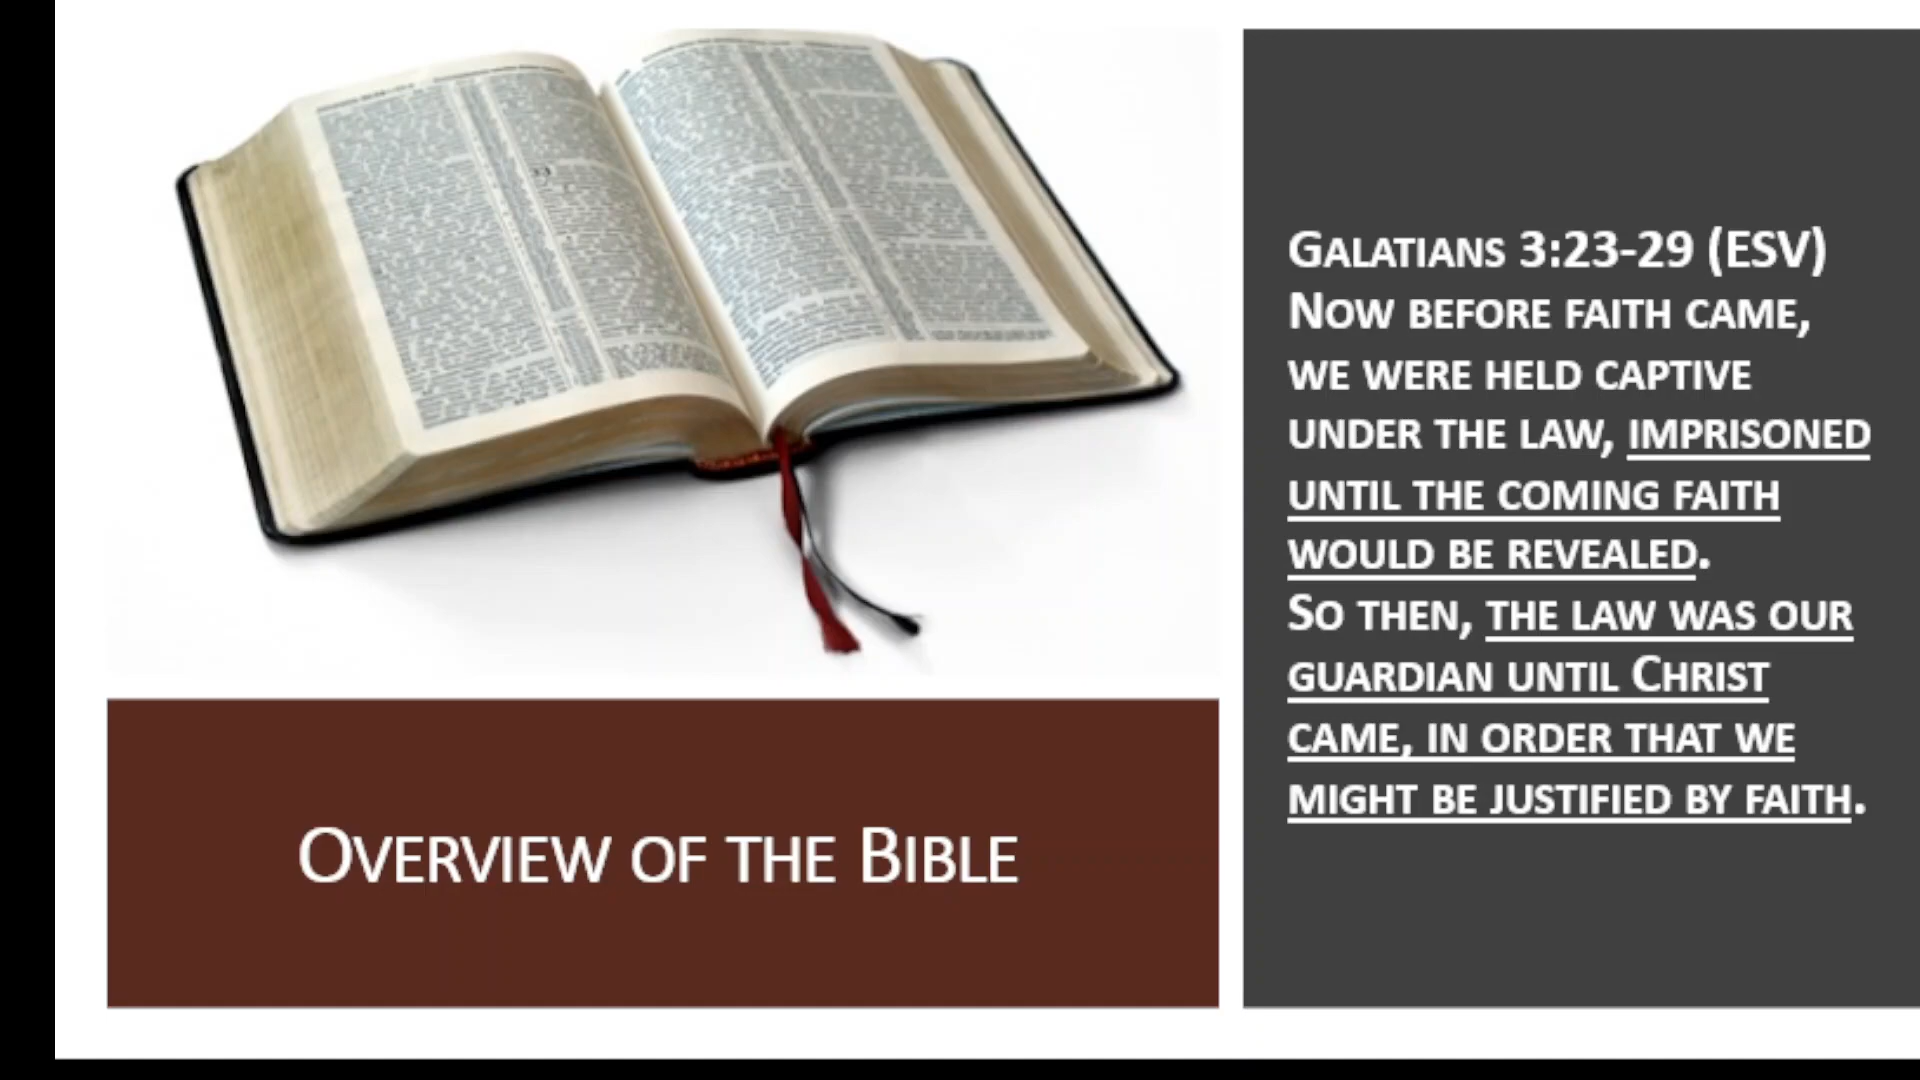 Galatians 3:23-29 (ESV)
Now before faith came,
we were held captive
under the law, imprisoned
until the coming faith
would be revealed.
So then, the law was our
guardian until Christ
came, in order that we
might be justified by faith.
Overview of the Bible